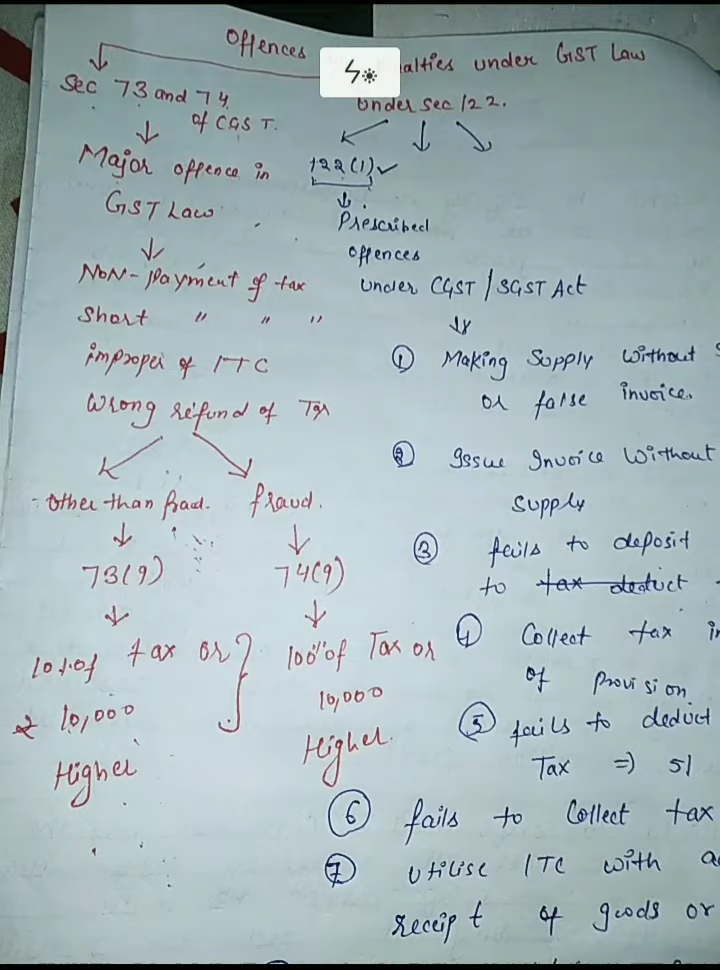 Offences alties under GST Law
Sec 73 and 74
of CGST.
↓
Major offence in
GST Law
↓
Non-payment of tax
Short " " "
improper of ITC
Wrong refund of Tax
other than fraud. fraud.
↓ ↓
73(9) 74(9)
↓ ↓
10% of tax or
₹ 10,000
Higher
100% of Tax or
10,000
Higher.
Under sec 122.
122(1) ✓
↓
Prescribed
offences
under CGST / SGST Act
① Making Supply Without
or false invoice.
② Issue Invoice Without
Supply
③ fails to deposit
to tax deduct
④ Collect tax in
of provision
⑤ fails to deduct
Tax => 51
⑥ fails to Collect tax
⑦ utilise ITC with
receipt of goods or